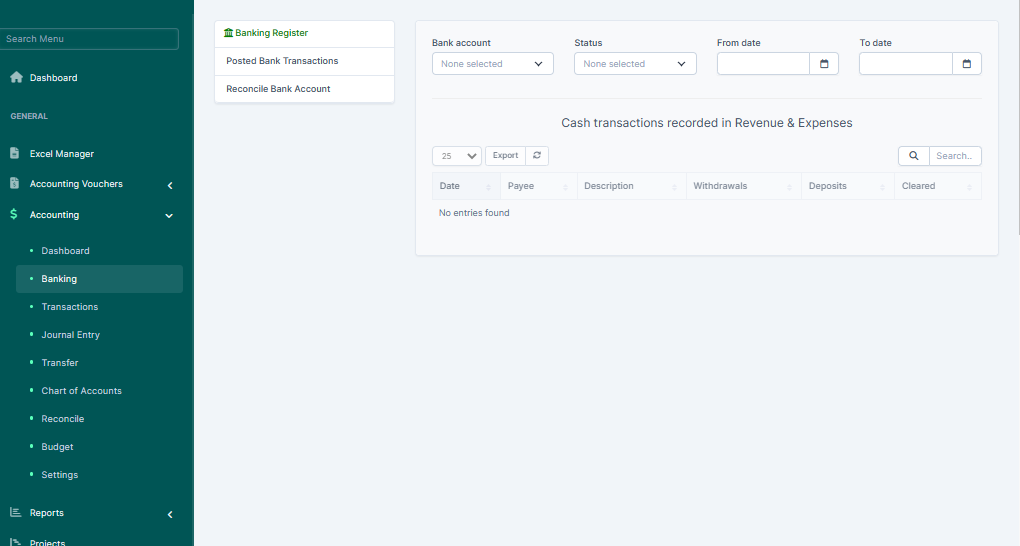 Search Menu
Dashboard
GENERAL
Excel Manager
Accounting Vouchers
Accounting
Dashboard
Banking
Transactions
Journal Entry
Transfer
Chart of Accounts
Reconcile
Budget
Settings
Reports
Projects
Banking Register
Posted Bank Transactions
Reconcile Bank Account
Bank account Status From date To date
None selected None selected
Cash transactions recorded in Revenue & Expenses
25 Export Search..
Date Payee Description Withdrawals Deposits Cleared
No entries found